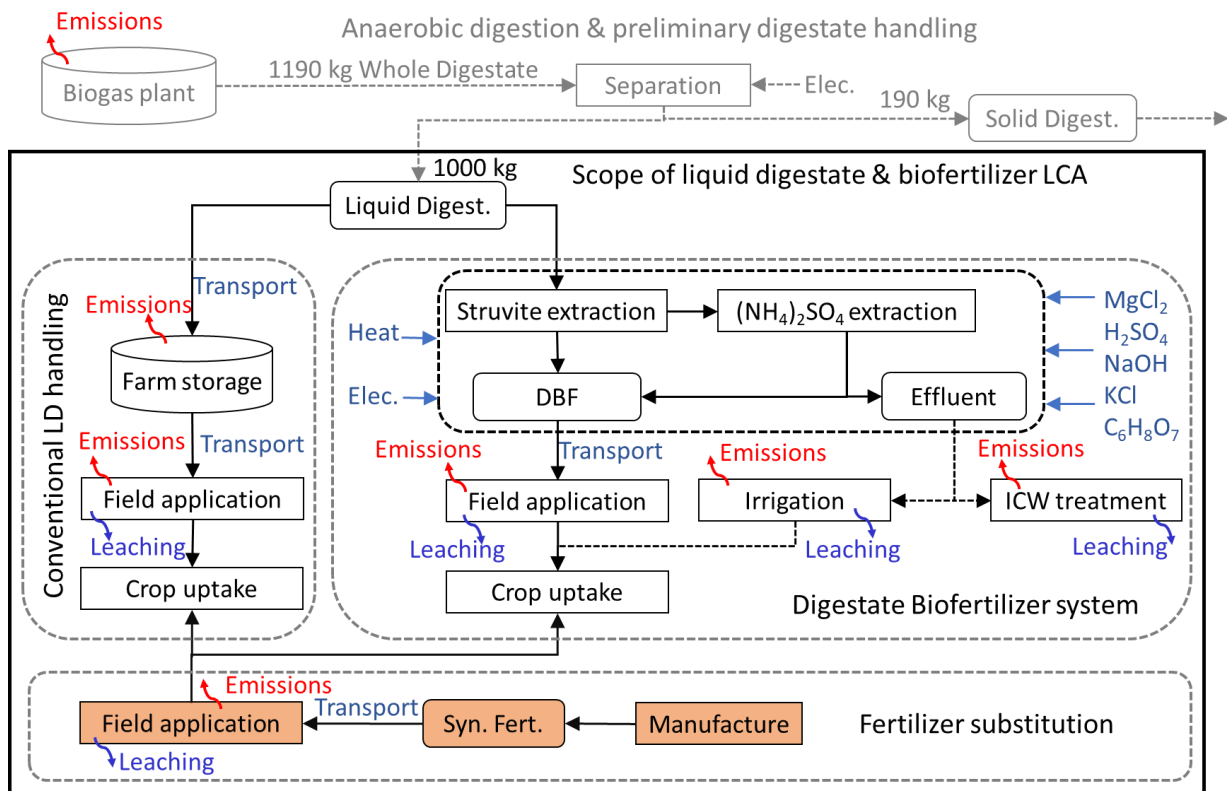 Emissions
Anaerobic digestion & preliminary digestate handling
Biogas plant
1190 kg Whole Digestate
Separation
Elec.
190 kg
Solid Digest.
1000 kg
Scope of liquid digestate & biofertilizer LCA
Liquid Digest.
Conventional LD handling
Transport
Emissions
Farm storage
Transport
Emissions
Field application
Leaching
Crop uptake
Heat
Elec.
Struvite extraction
(NH₄)₂SO₄ extraction
DBF
Effluent
MgCl₂
H₂SO₄
NaOH
KCl
C₆H₈O₇
Emissions
Transport
Field application
Leaching
Crop uptake
Emissions
Irrigation
Leaching
Emissions
ICW treatment
Leaching
Digestate Biofertilizer system
Emissions
Field application
Leaching
Transport
Syn. Fert.
Manufacture
Fertilizer substitution